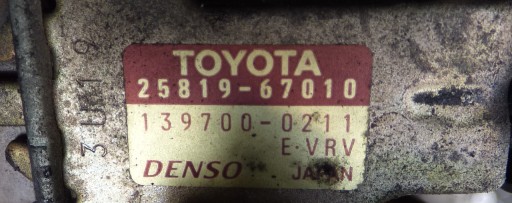 TOYOTA
25819-67010
139700-0211
E·VRV
DENSO JAPAN